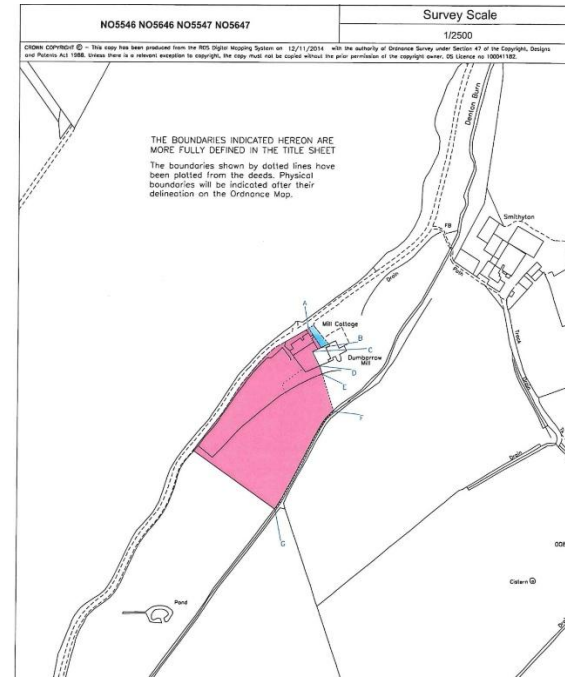 NO5546 NO5646 NO5547 NO5647
Survey Scale
1/2500
CROWN COPYRIGHT © – This copy has been produced from the ROS Digital Mapping System on 12/11/2014 with the authority of Ordnance Survey under Section 47 of the Copyright, Designs
and Patents Act 1988. Unless there is a relevant exception to copyright, the copy must not be copied without the prior permission of the copyright owner. OS Licence no 100041182.
THE BOUNDARIES INDICATED HEREON ARE
MORE FULLY DEFINED IN THE TITLE SHEET
The boundaries shown by dotted lines have
been plotted from the deeds. Physical
boundaries will be indicated after their
delineation on the Ordnance Map.
Denton Burn
FB
Smithyton
Path
Drain
Track
A
Mill Cottage
B
C
Dumbarrow
Mill
D
E
F
Drain
G
Cairn
Pond